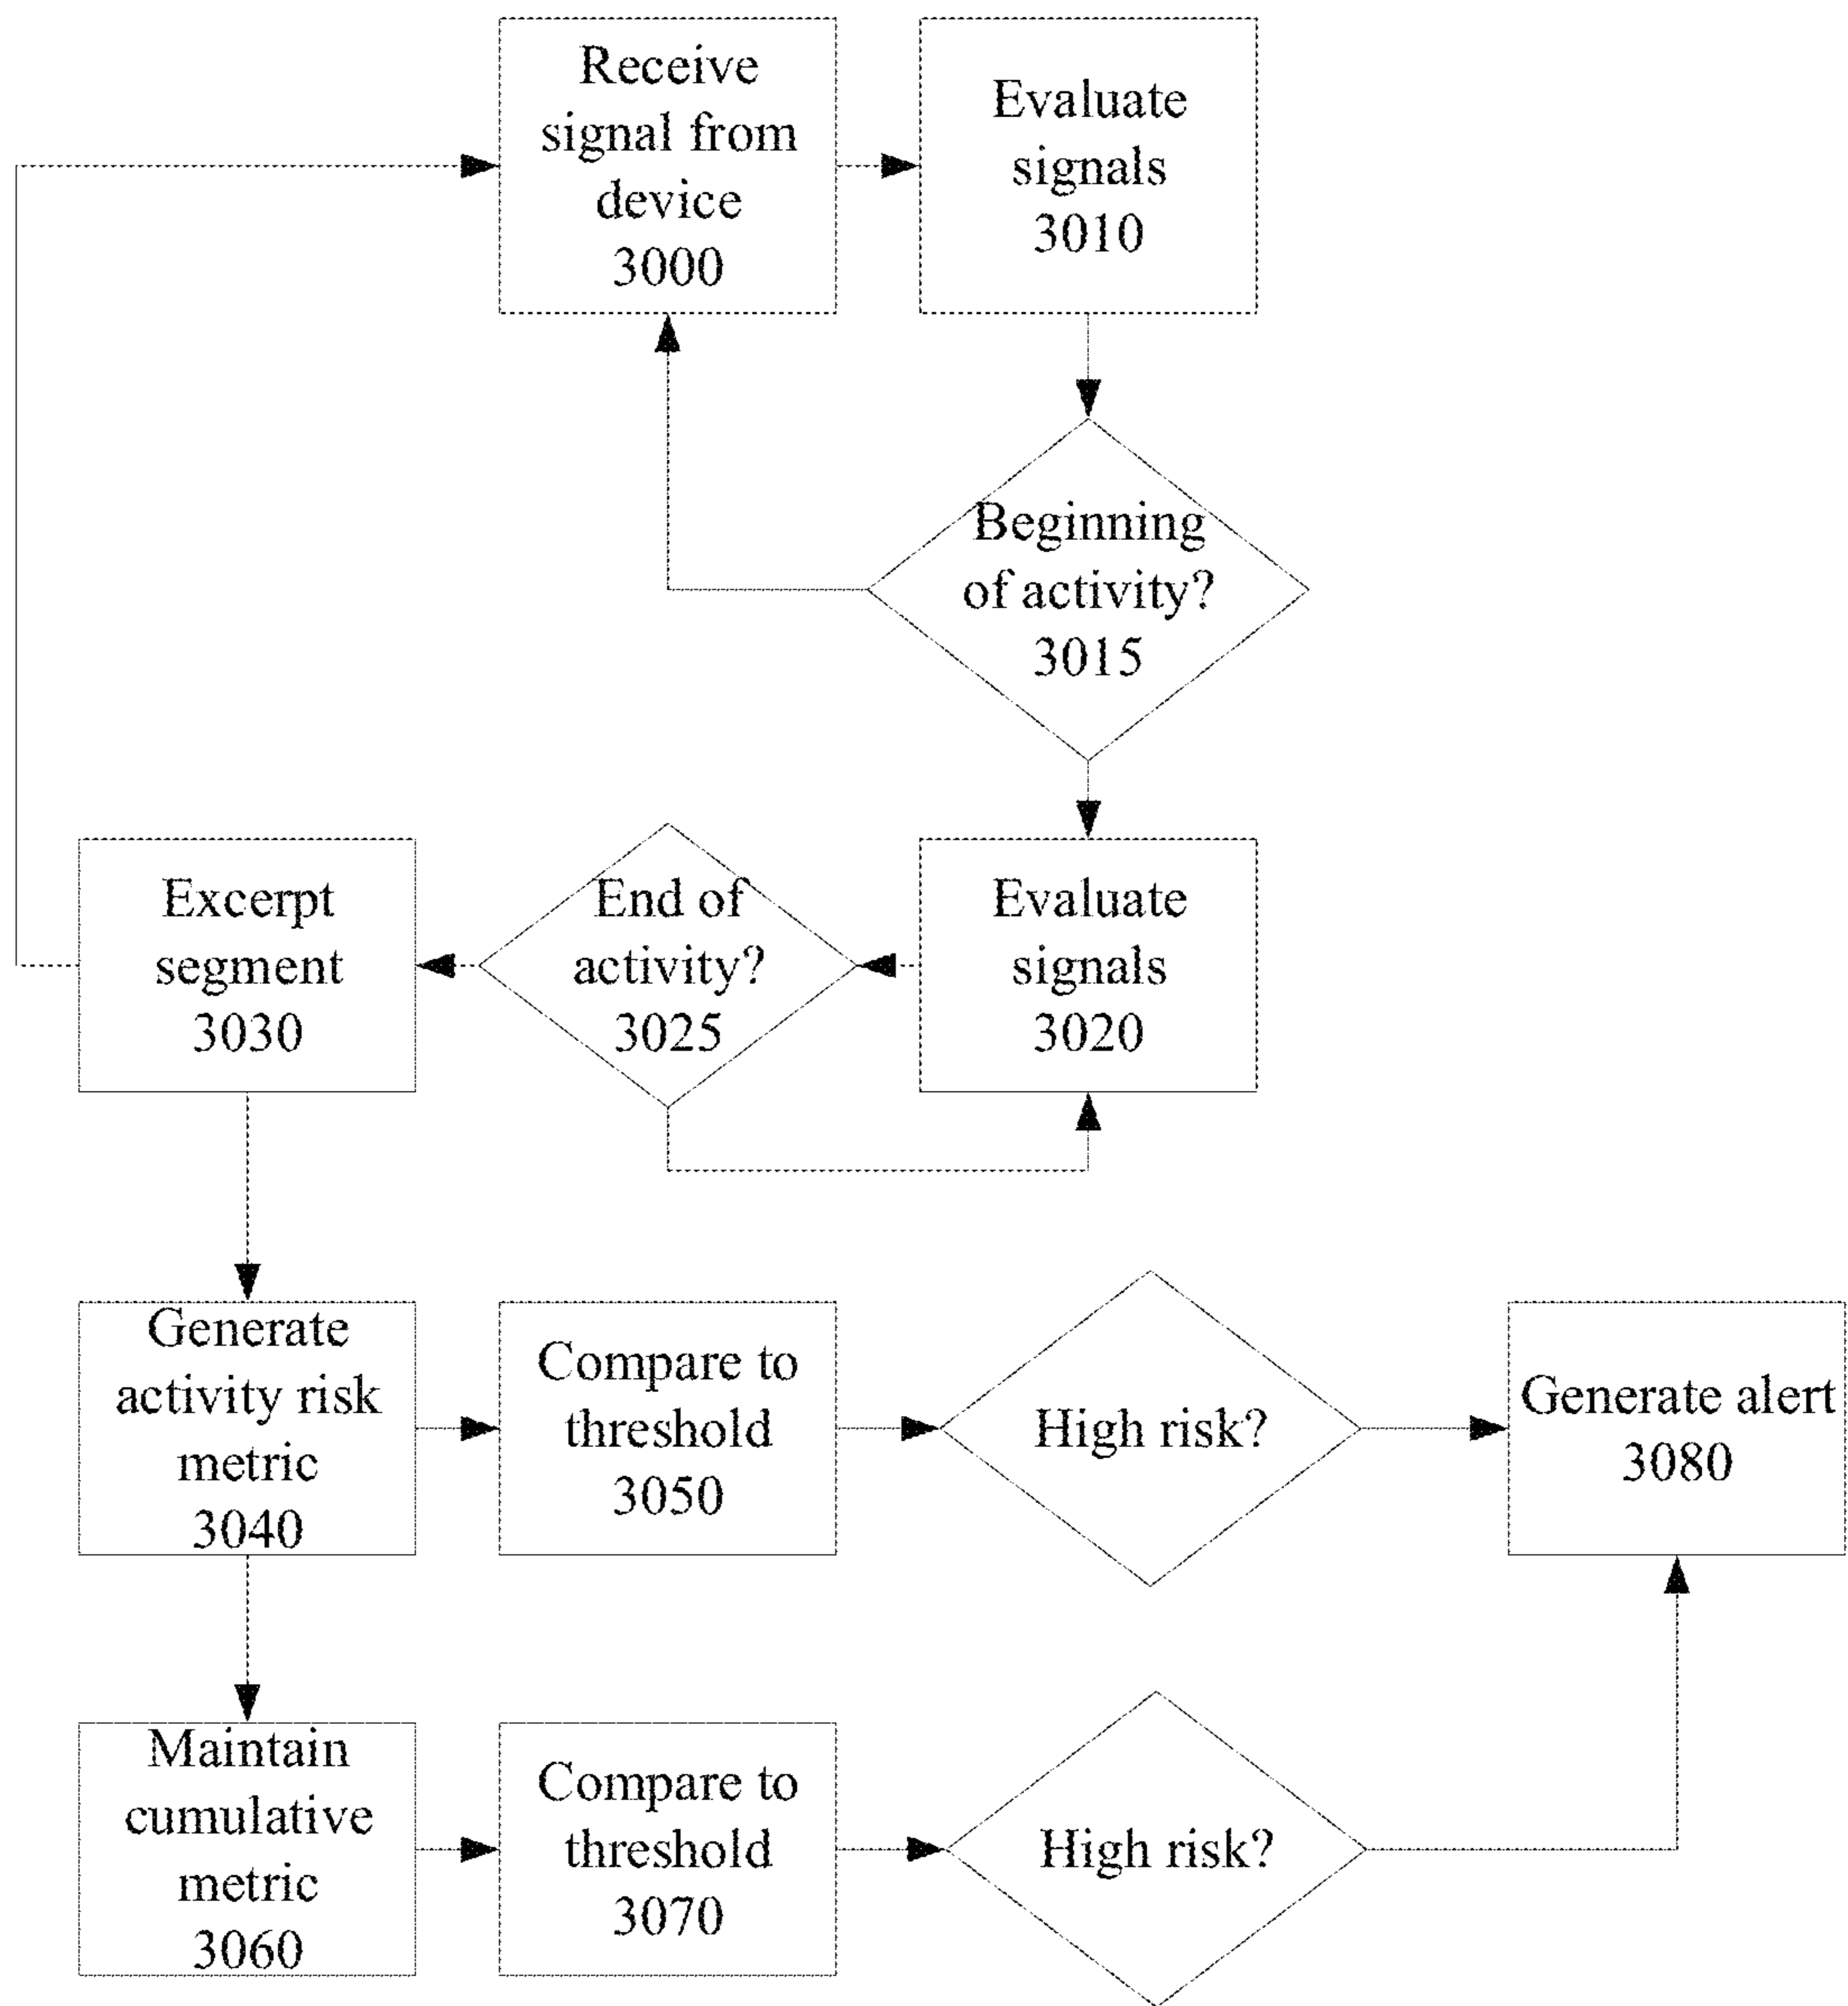 Receive
signal from
device
3000
Evaluate
signals
3010
Beginning
of activity?
3015
Excerpt
segment
3030
End of
activity?
3025
Evaluate
signals
3020
Generate
activity risk
metric
3040
Compare to
threshold
3050
High risk?
Generate alert
3080
Maintain
cumulative
metric
3060
Compare to
threshold
3070
High risk?